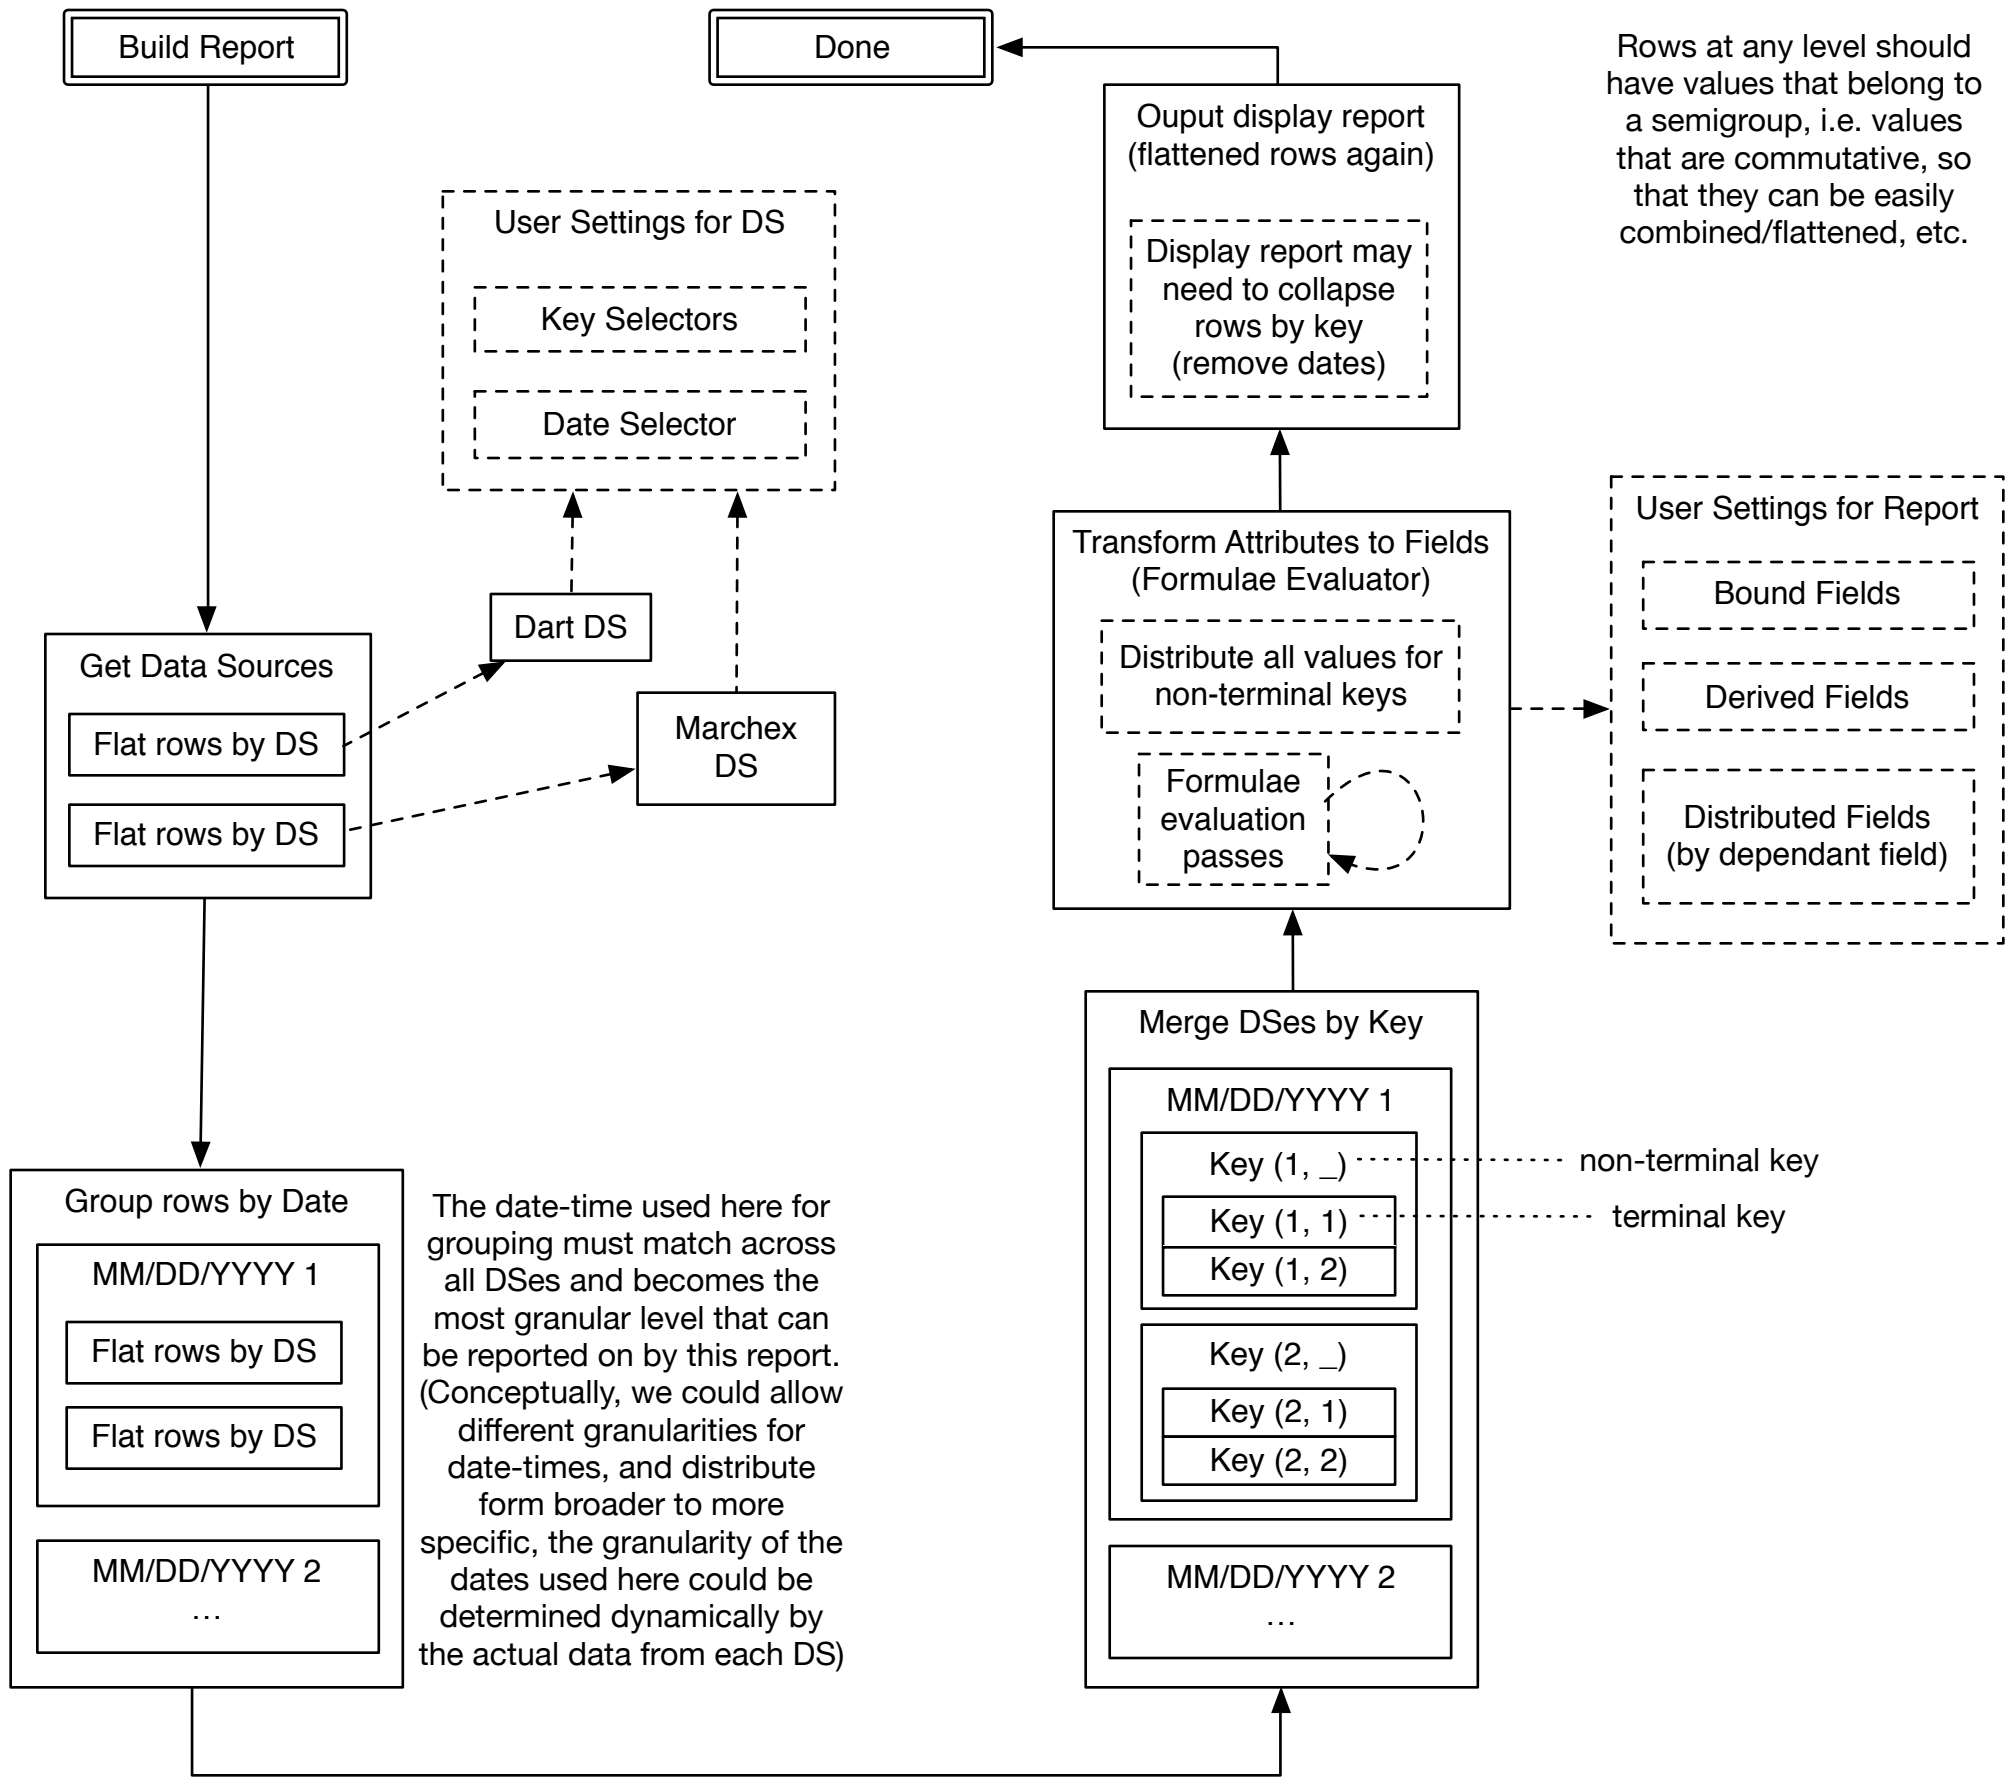 Build Report
Done
Rows at any level should
have values that belong to
a semigroup, i.e. values
that are commutative, so
that they can be easily
combined/flattened, etc.
Ouput display report
(flattened rows again)
Display report may
need to collapse
rows by key
(remove dates)
User Settings for DS
Key Selectors
Date Selector
Dart DS
Marchex
DS
Get Data Sources
Flat rows by DS
Flat rows by DS
Transform Attributes to Fields
(Formulae Evaluator)
Distribute all values for
non-terminal keys
Formulae
evaluation
passes
User Settings for Report
Bound Fields
Derived Fields
Distributed Fields
(by dependant field)
Group rows by Date
MM/DD/YYYY 1
Flat rows by DS
Flat rows by DS
MM/DD/YYYY 2
...
The date-time used here for
grouping must match across
all DSes and becomes the
most granular level that can
be reported on by this report.
(Conceptually, we could allow
different granularities for
date-times, and distribute
form broader to more
specific, the granularity of the
dates used here could be
determined dynamically by
the actual data from each DS)
Merge DSes by Key
MM/DD/YYYY 1
Key (1, _)
non-terminal key
Key (1, 1)
terminal key
Key (1, 2)
Key (2, _)
Key (2, 1)
Key (2, 2)
MM/DD/YYYY 2
...